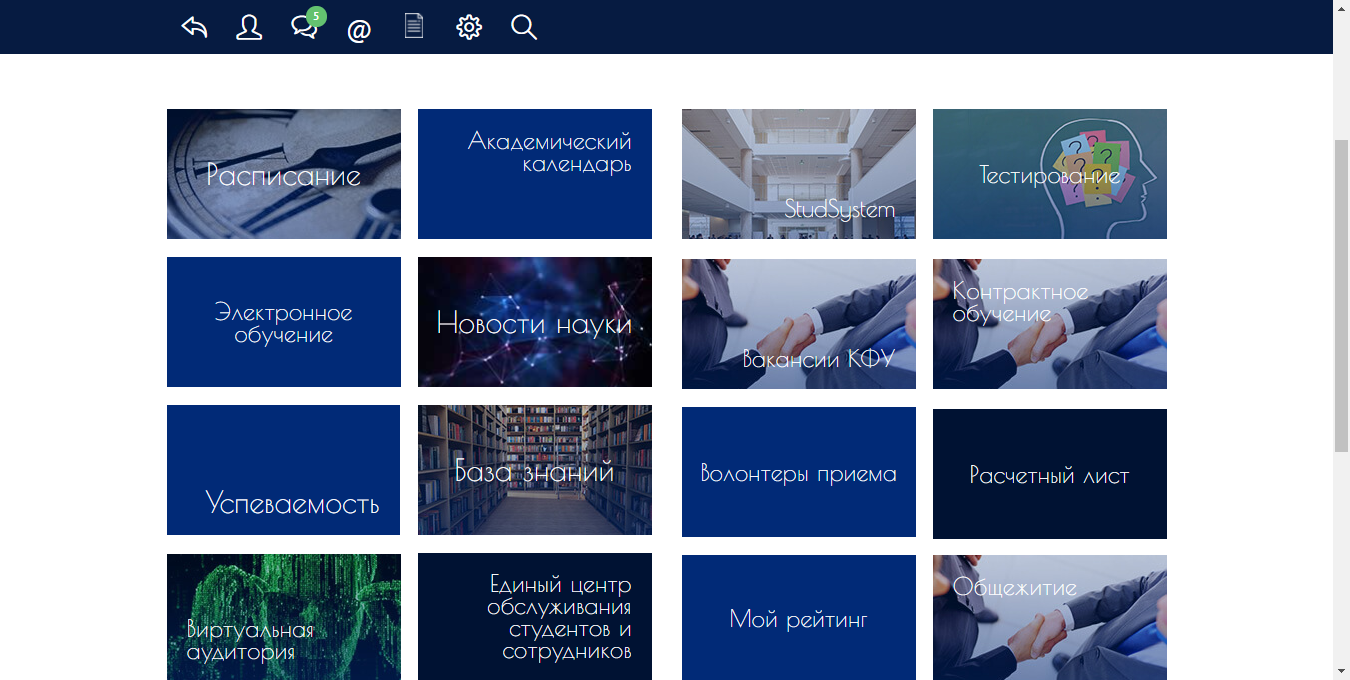 5
@
Расписание
Академический
календарь
StudSystem
Тестирование
Электронное
обучение
Новости науки
Вакансии КФУ
Контрактное
обучение
Успеваемость
База знаний
Волонтеры приема
Расчетный лист
Виртуальная
аудитория
Единый центр
обслуживания
студентов и
сотрудников
Мой рейтинг
Общежитие